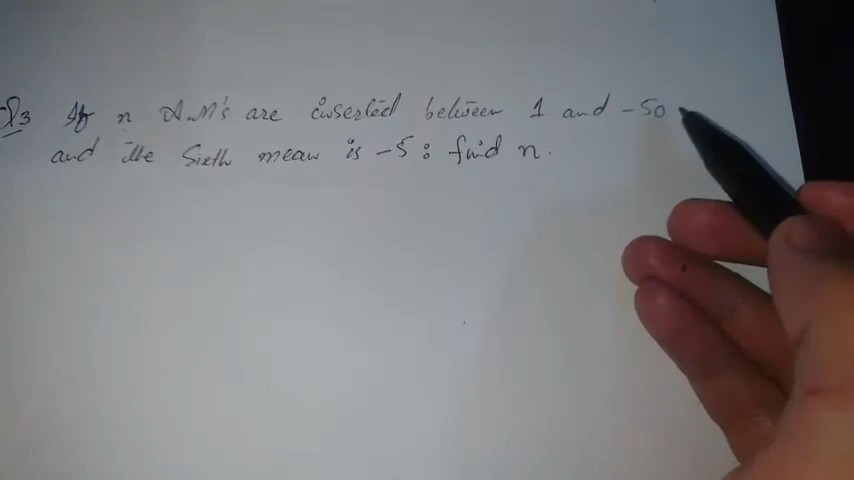 Q3 If n A.M's are inserted between 1 and -50
and the Sixth mean is -5: find n.